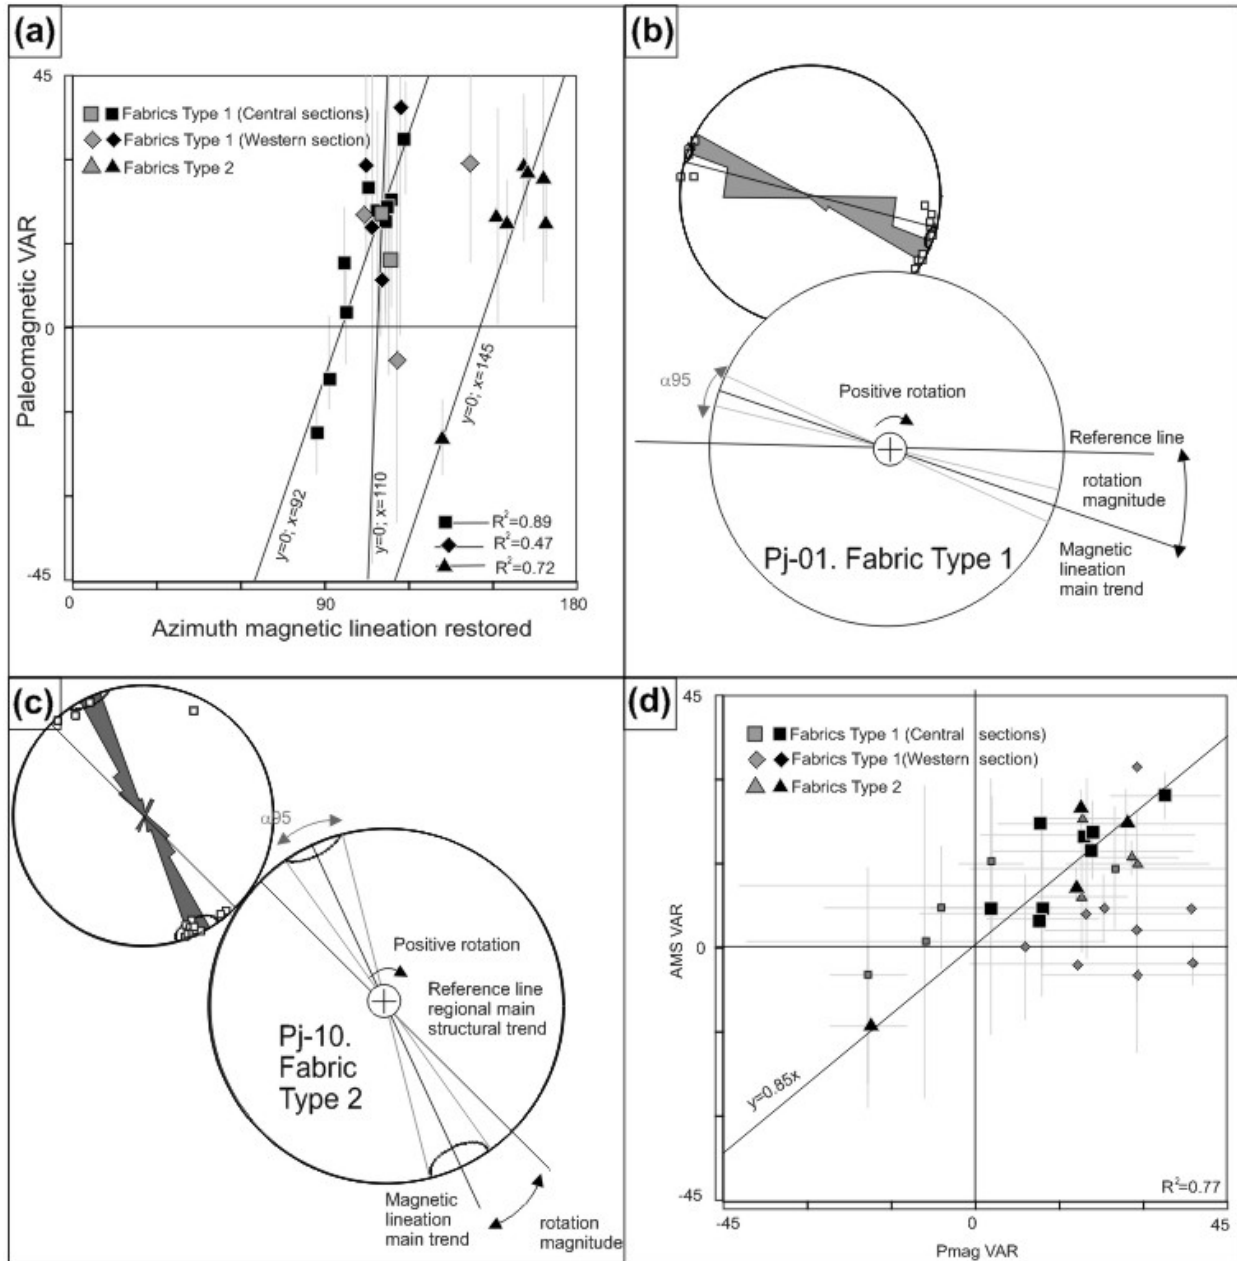 (a)
45
Fabrics Type 1 (Central sections)
Fabrics Type 1 (Western section)
Fabrics Type 2
Paleomagnetic VAR
0
-45
y=0; x=92
y=0; x=110
y=0; x=145
R²=0.89
R²=0.47
R²=0.72
0
90
180
Azimuth magnetic lineation restored
(b)
α95
Positive rotation
Reference line
rotation
magnitude
Magnetic
lineation
main trend
Pj-01. Fabric Type 1
(c)
α95
Positive rotation
Reference line
regional main
structural trend
Pj-10.
Fabric
Type 2
Magnetic
lineation
main trend
rotation
magnitude
(d)
45
Fabrics Type 1 (Central sections)
Fabrics Type 1(Western section)
Fabrics Type 2
AMS VAR
0
y=0.85x
-45
R²=0.77
-45
0
45
Pmag VAR